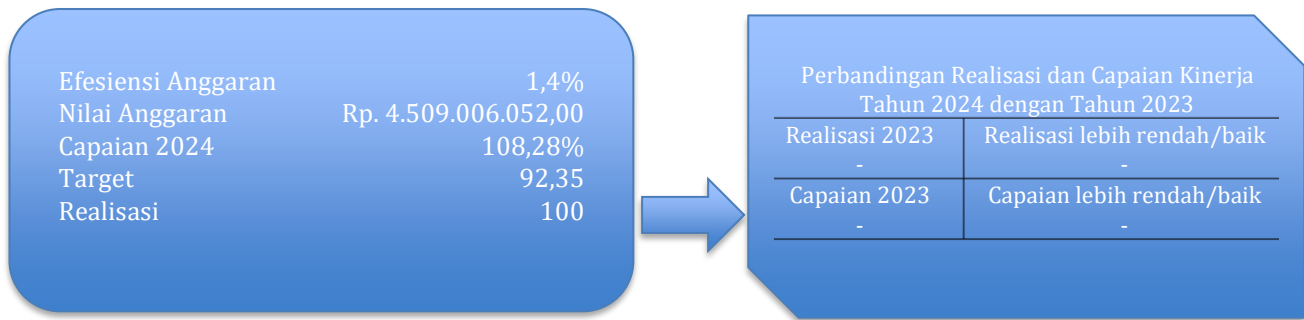 Efesiensi Anggaran 1,4%
Nilai Anggaran Rp. 4.509.006.052,00
Capaian 2024 108,28%
Target 92,35
Realisasi 100
Perbandingan Realisasi dan Capaian Kinerja
Tahun 2024 dengan Tahun 2023
Realisasi 2023 Realisasi lebih rendah/baik
- -
Capaian 2023 Capaian lebih rendah/baik
- -